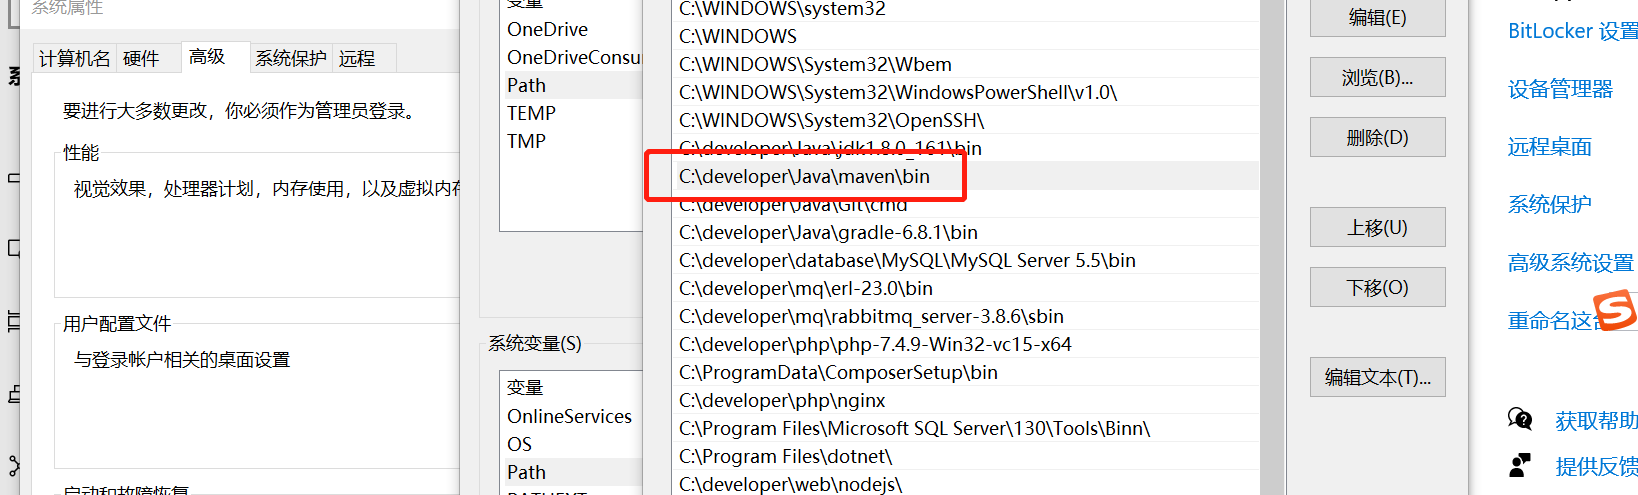 系统属性
计算机名
硬件
高级
系统保护
远程
要进行大多数更改，你必须作为管理员登录。
性能
视觉效果，处理器计划，内存使用，以及虚拟内存
用户配置文件
与登录帐户相关的桌面设置
启动和故障恢复
变量
OneDrive
OneDriveConsu
Path
TEMP
TMP
系统变量(S)
变量
OnlineServices
OS
Path
PATHEXT
C:\WINDOWS\system32
C:\WINDOWS
C:\WINDOWS\System32\Wbem
C:\WINDOWS\System32\WindowsPowerShell\v1.0\
C:\WINDOWS\System32\OpenSSH\
C:\developer\Java\jdk1.8.0_161\bin
C:\developer\Java\maven\bin
C:\developer\Java\Git\cmd
C:\developer\Java\gradle-6.8.1\bin
C:\developer\database\MySQL\MySQL Server 5.5\bin
C:\developer\mq\erl-23.0\bin
C:\developer\mq\rabbitmq_server-3.8.6\sbin
C:\developer\php\php-7.4.9-Win32-vc15-x64
C:\ProgramData\ComposerSetup\bin
C:\developer\php\nginx
C:\Program Files\Microsoft SQL Server\130\Tools\Binn\
C:\Program Files\dotnet\
C:\developer\web\nodejs\
编辑(E)
浏览(B)...
删除(D)
上移(U)
下移(O)
编辑文本(T)...
BitLocker 设置
设备管理器
远程桌面
系统保护
高级系统设置
重命名这台
获取帮助
提供反馈